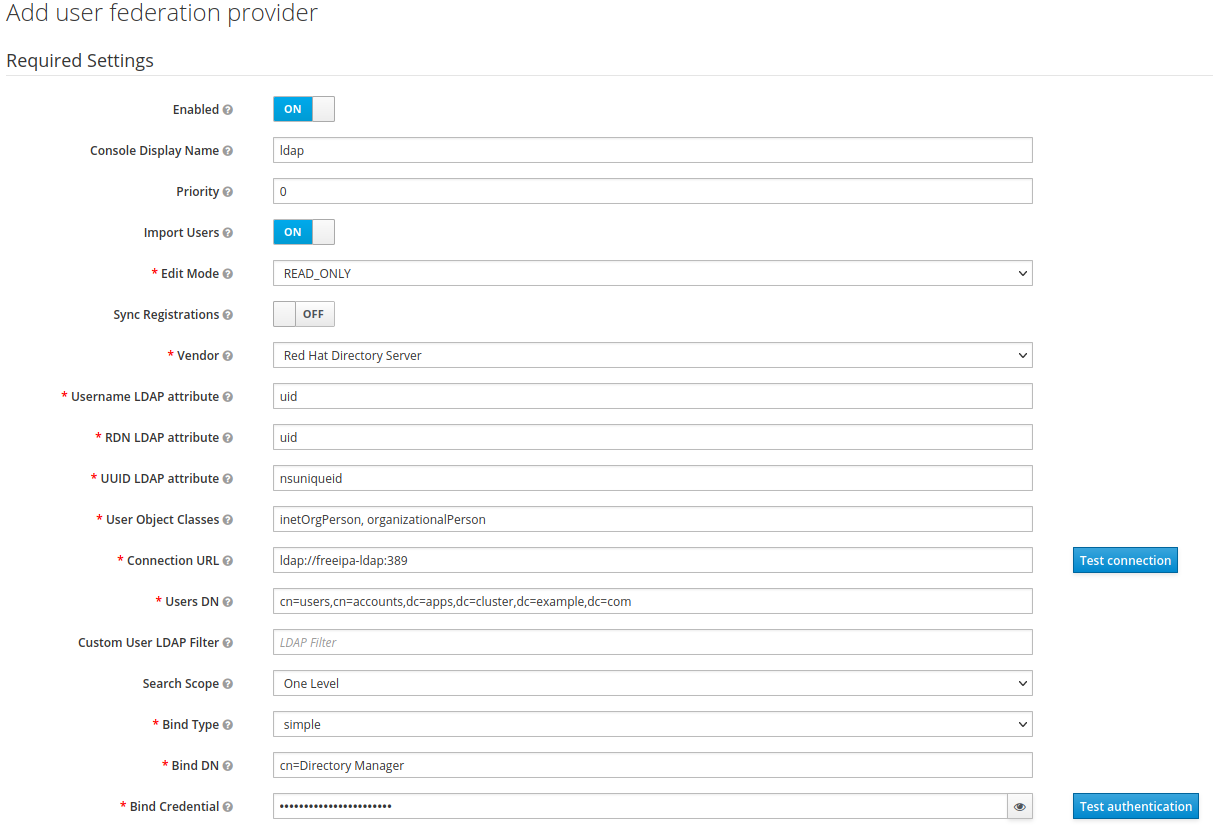 Add user federation provider
Required Settings
Enabled
ON
Console Display Name
ldap
Priority
0
Import Users
ON
* Edit Mode
READ_ONLY
Sync Registrations
OFF
* Vendor
Red Hat Directory Server
* Username LDAP attribute
uid
* RDN LDAP attribute
uid
* UUID LDAP attribute
nsuniqueid
* User Object Classes
inetOrgPerson, organizationalPerson
* Connection URL
ldap://freeipa-ldap:389
Test connection
* Users DN
cn=users,cn=accounts,dc=apps,dc=cluster,dc=example,dc=com
Custom User LDAP Filter
LDAP Filter
Search Scope
One Level
* Bind Type
simple
* Bind DN
cn=Directory Manager
* Bind Credential
•••••••••••••••••••••••
Test authentication